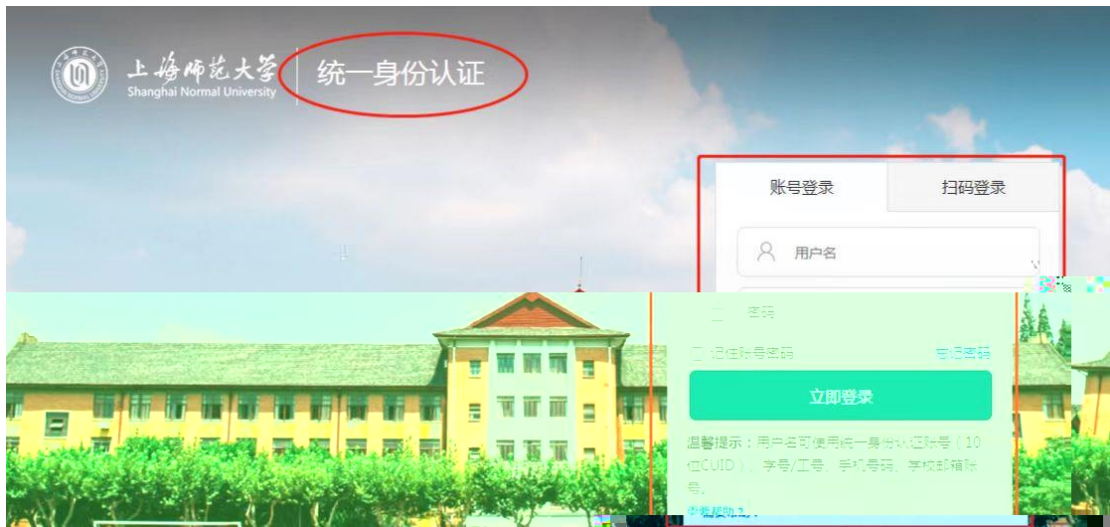 上海师范大学
Shanghai Normal University
统一身份认证
账号登录
扫码登录
用户名
密码
记住账号密码
忘记密码
立即登录
温馨提示：用户名可使用统一身份认证账号（10
位CUID）、学号/工号、手机号码、学校邮箱账
号。